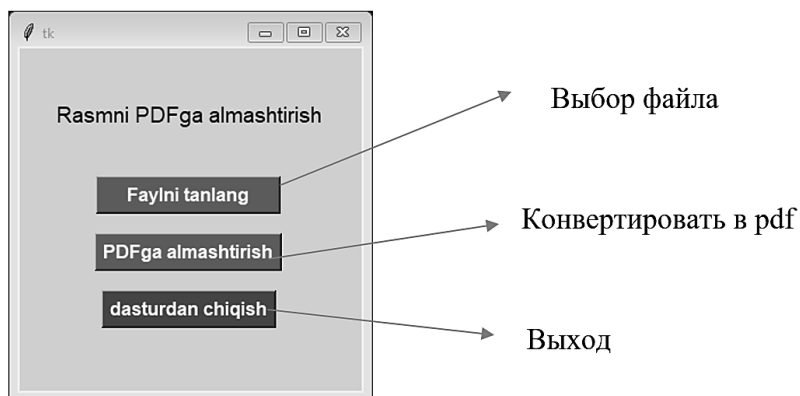 tk
Rasmni PDFga almashtirish
Выбор файла
Faylni tanlang
Конвертировать в pdf
PDFga almashtirish
dasturdan chiqish
Выход